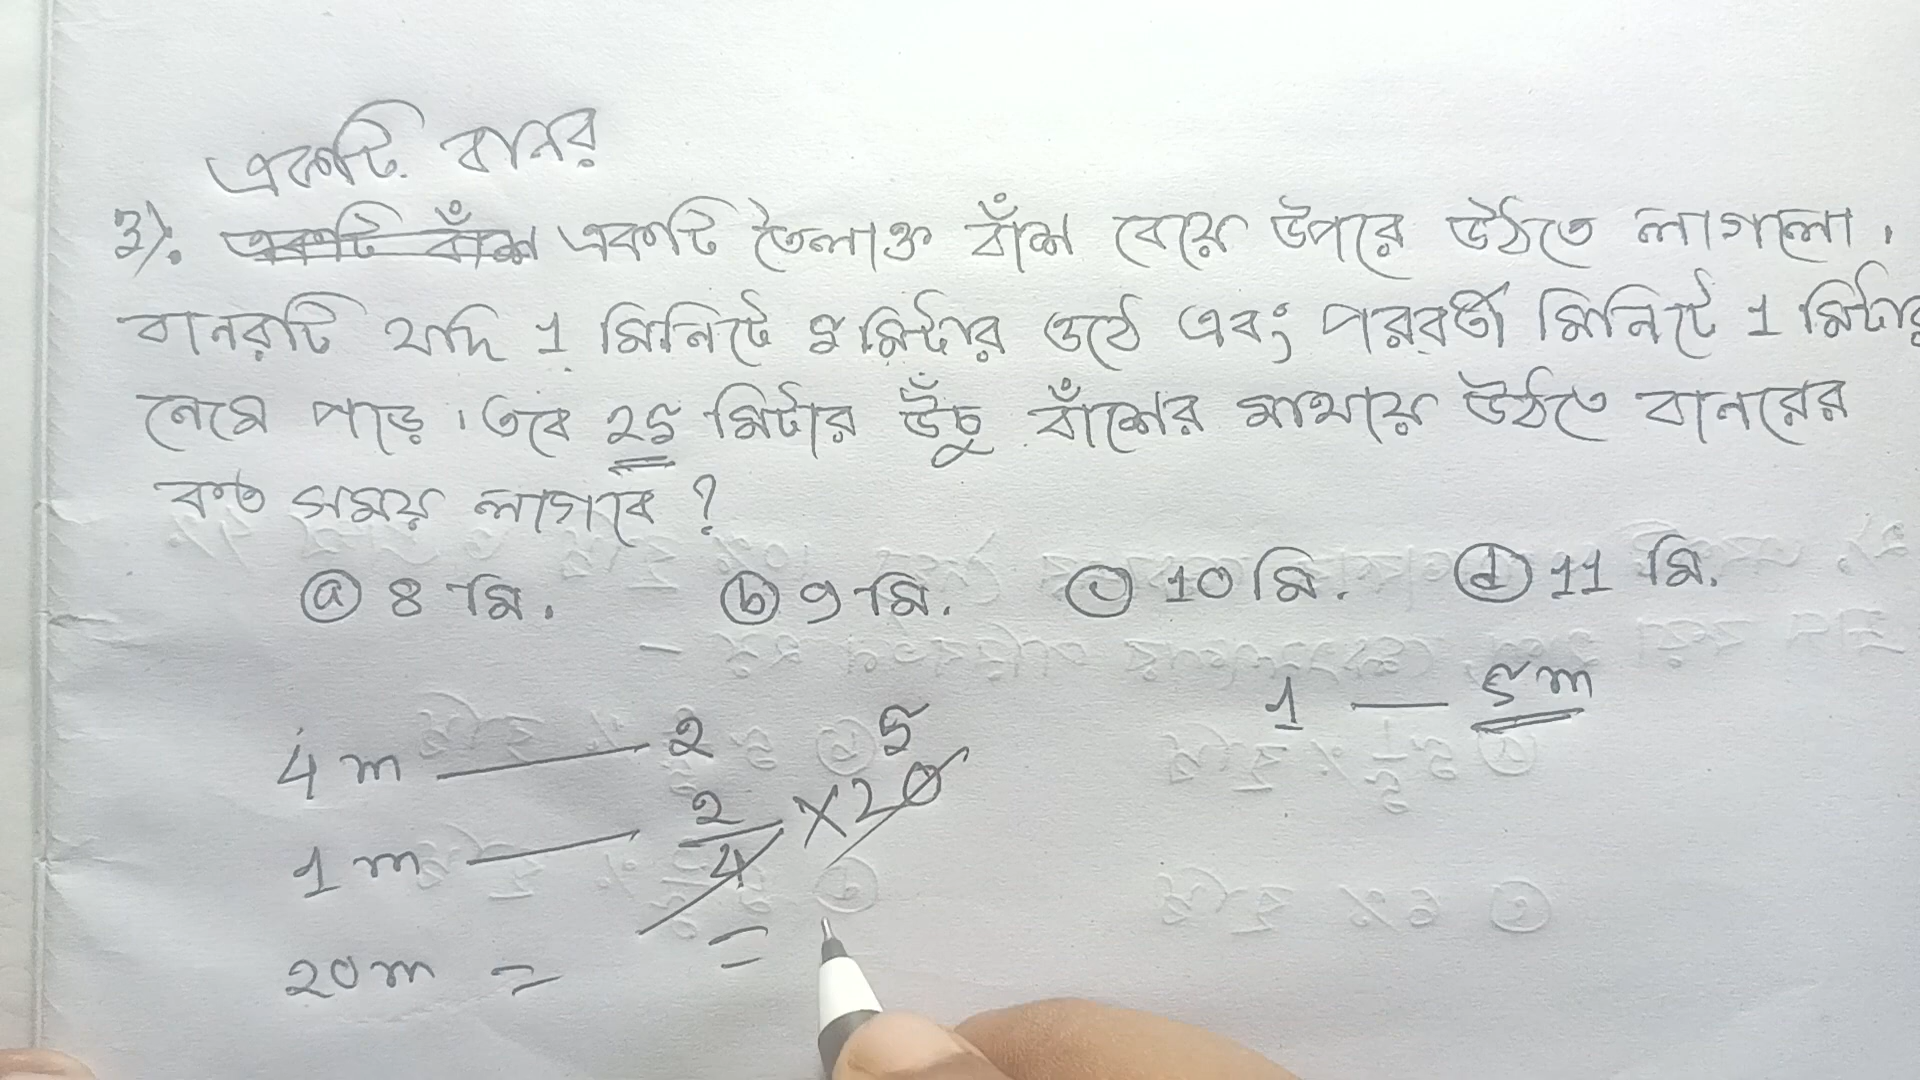 একটি বানর
3). একটি বাঁশ একটি তৈলাক্ত বাঁশ বেয়ে উপরে উঠতে লাগলো।
বানরটি যদি 1 মিনিটে 5 মিটার ওঠে এবং পরবর্তী মিনিটে 1 মিটার
নেমে পড়ে। তবে 25 মিটার উঁচু বাঁশের মাথায় উঠতে বানরের
কত সময় লাগবে?
ⓐ 8 মি. ⓑ 9 মি. ⓒ 10 মি. ⓓ 11 মি.
1 — 5m
4m — 2 5
1m — 2/4 × 20
20m = =